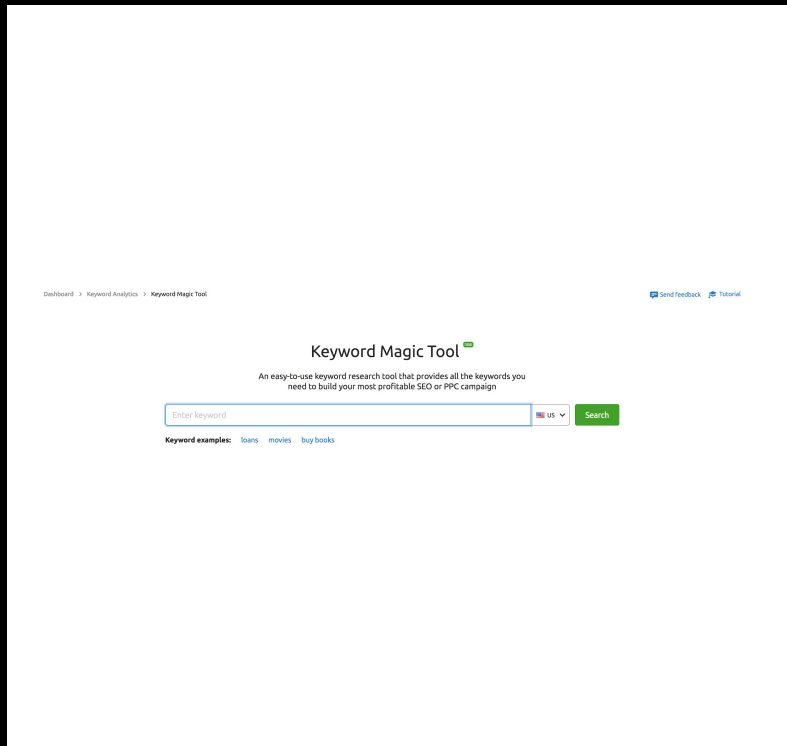 Dashboard > Keyword Analytics > Keyword Magic Tool
Send feedback
Tutorial
Keyword Magic Tool
An easy-to-use keyword research tool that provides all the keywords you
need to build your most profitable SEO or PPC campaign
Enter keyword
US
Search
Keyword examples: loans movies buy books